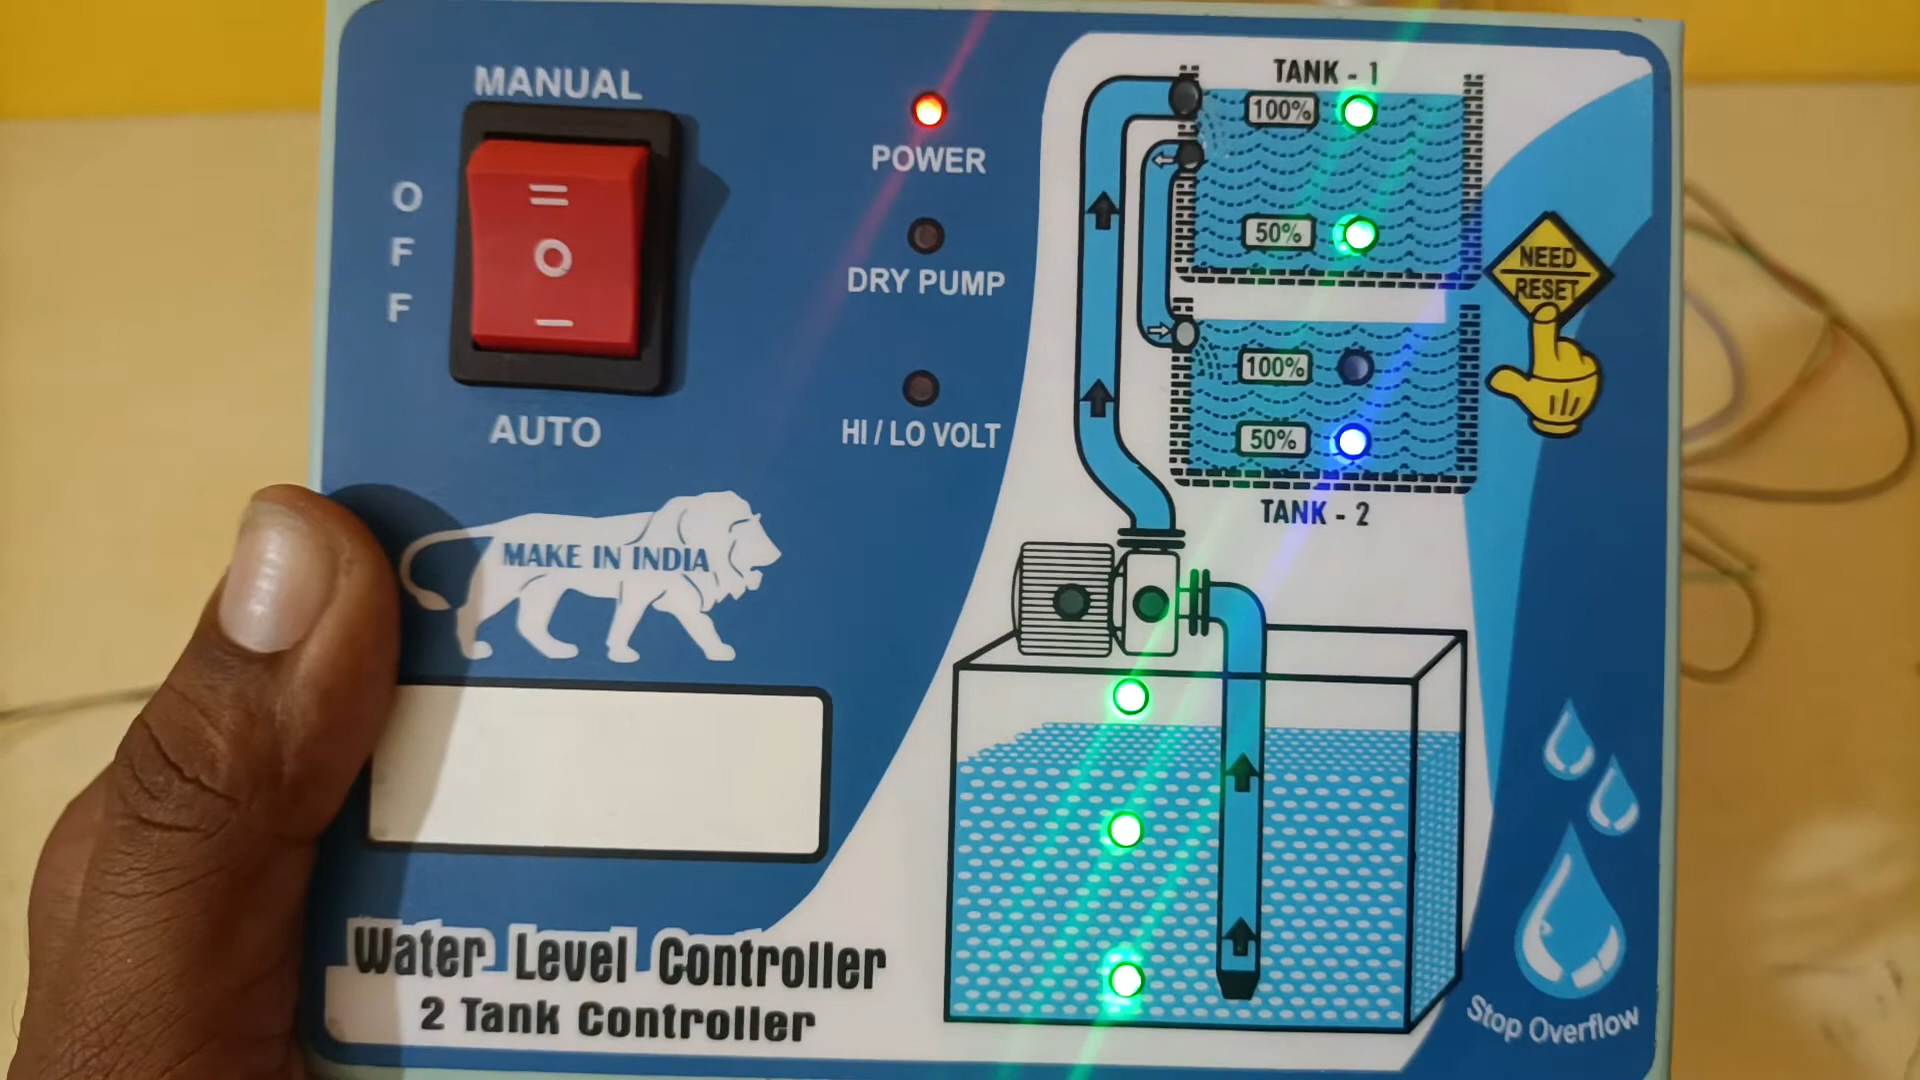 MANUAL
O
F
F
AUTO
POWER
DRY PUMP
HI / LO VOLT
TANK - 1
100%
50%
100%
50%
TANK - 2
NEED
RESET
MAKE IN INDIA
Water Level Controller
2 Tank Controller
Stop Overflow